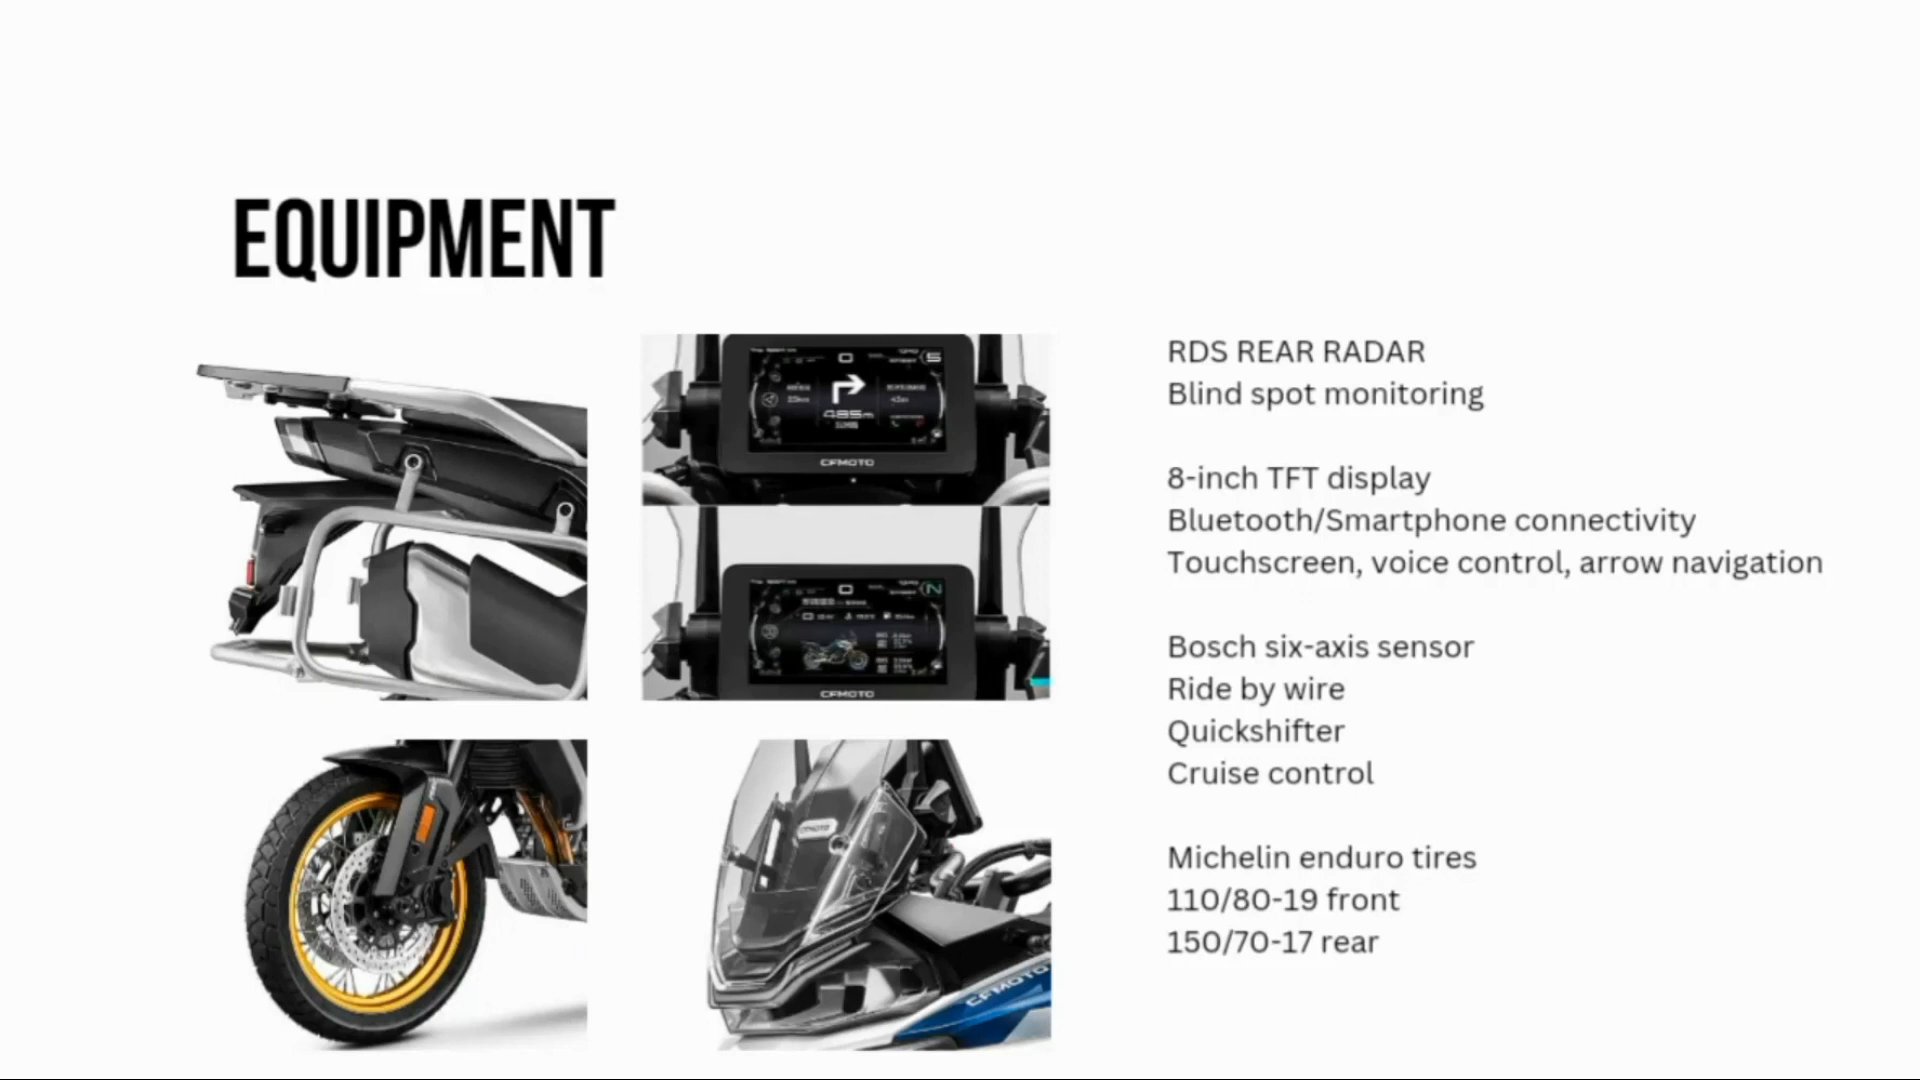 EQUIPMENT
RDS REAR RADAR
Blind spot monitoring
8-inch TFT display
Bluetooth/Smartphone connectivity
Touchscreen, voice control, arrow navigation
Bosch six-axis sensor
Ride by wire
Quickshifter
Cruise control
Michelin enduro tires
110/80-19 front
150/70-17 rear
S
485m
CFMOTO
N
CFMOTO
CFMOTO
CFMOTO